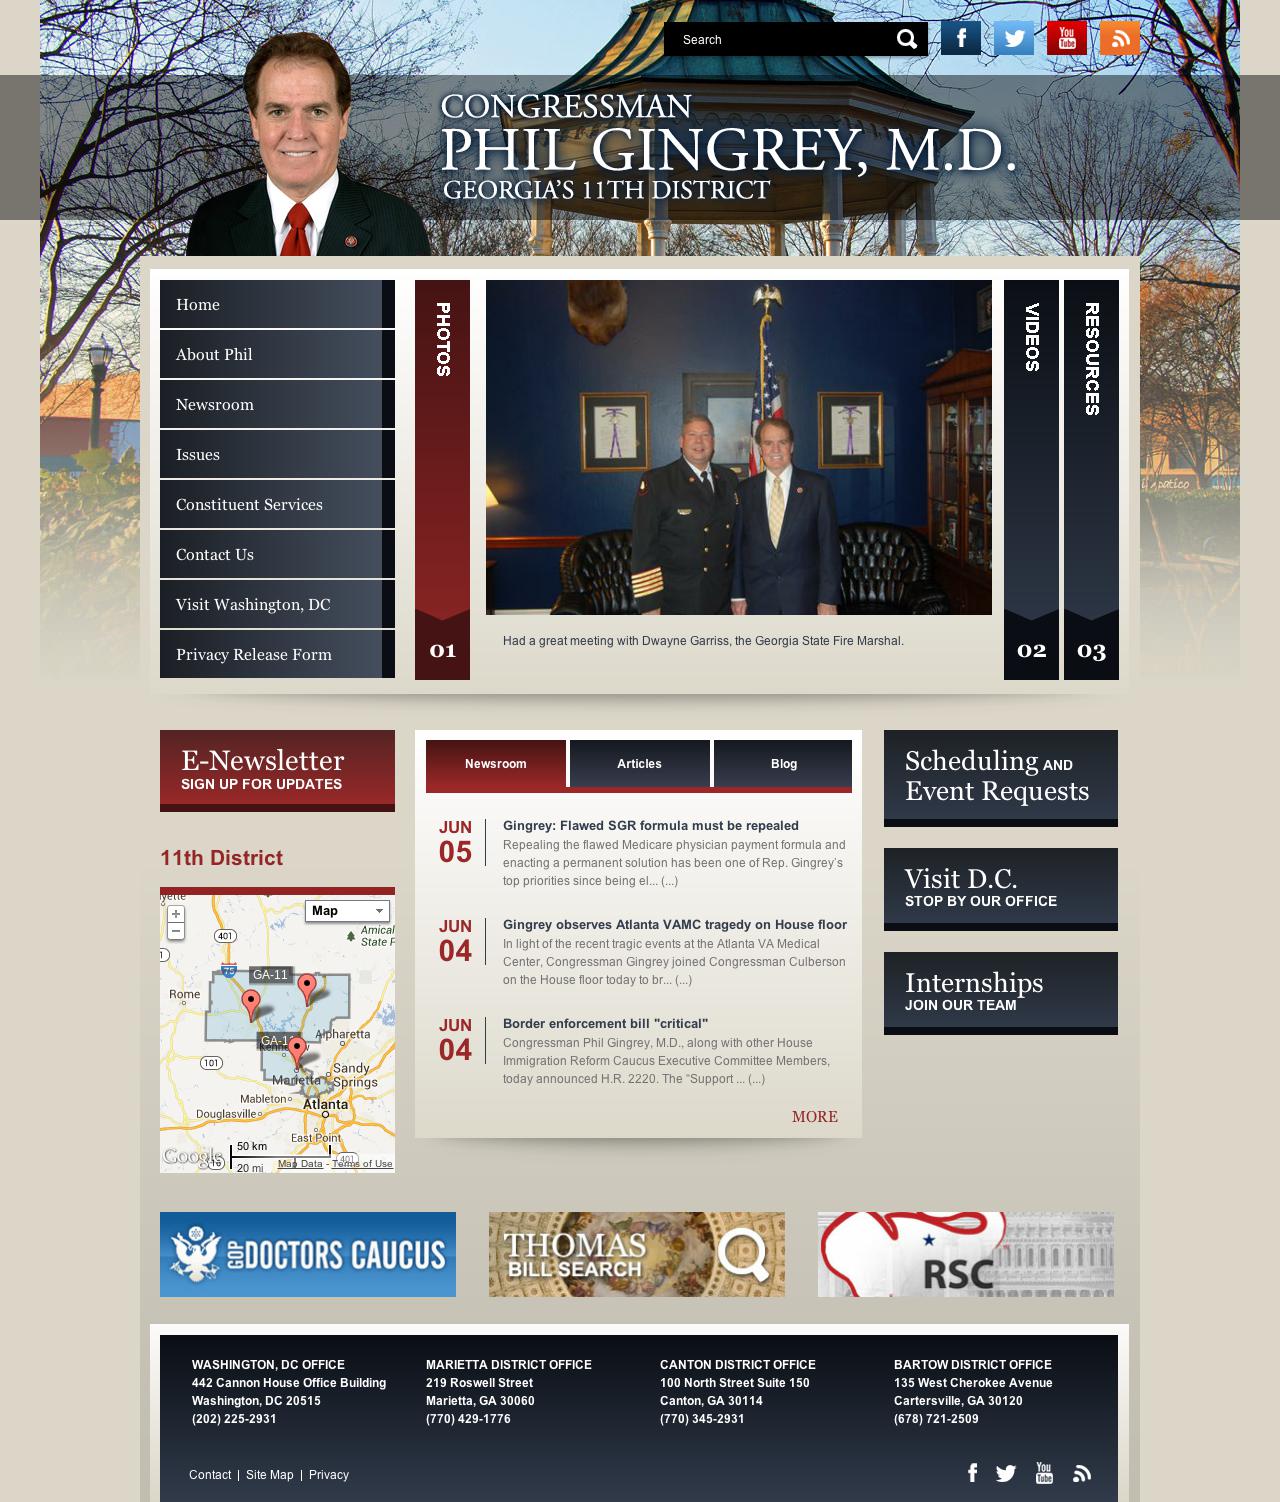 Search
You
Tube
CONGRESSMAN
PHIL GINGREY, M.D.
GEORGIA'S 11TH DISTRICT
Home
About Phil
Newsroom
Issues
Constituent Services
Contact Us
Visit Washington, DC
Privacy Release Form
PHOTOS
01
Had a great meeting with Dwayne Garriss, the Georgia State Fire Marshal.
VIDEOS
02
RESOURCES
03
E-Newsletter
SIGN UP FOR UPDATES
11th District
Map
401
Amical
State P
75
GA-11
Rome
Alpharetta
101
Marietta
Sandy
Springs
Mableton
Atlanta
Douglasville
East Point
50 km
20 mi
Google
401
Map Data - Terms of Use
Newsroom
Articles
Blog
JUN
05
Gingrey: Flawed SGR formula must be repealed
Repealing the flawed Medicare physician payment formula and
enacting a permanent solution has been one of Rep. Gingrey's
top priorities since being el... (...)
JUN
04
Gingrey observes Atlanta VAMC tragedy on House floor
In light of the recent tragic events at the Atlanta VA Medical
Center, Congressman Gingrey joined Congressman Culberson
on the House floor today to br... (...)
JUN
04
Border enforcement bill "critical"
Congressman Phil Gingrey, M.D., along with other House
Immigration Reform Caucus Executive Committee Members,
today announced H.R. 2220. The “Support ... (...)
MORE
Scheduling AND
Event Requests
Visit D.C.
STOP BY OUR OFFICE
Internships
JOIN OUR TEAM
GOP DOCTORS CAUCUS
THOMAS
BILL SEARCH
RSC
WASHINGTON, DC OFFICE
442 Cannon House Office Building
Washington, DC 20515
(202) 225-2931
MARIETTA DISTRICT OFFICE
219 Roswell Street
Marietta, GA 30060
(770) 429-1776
CANTON DISTRICT OFFICE
100 North Street Suite 150
Canton, GA 30114
(770) 345-2931
BARTOW DISTRICT OFFICE
135 West Cherokee Avenue
Cartersville, GA 30120
(678) 721-2509
Contact | Site Map | Privacy
You
Tube